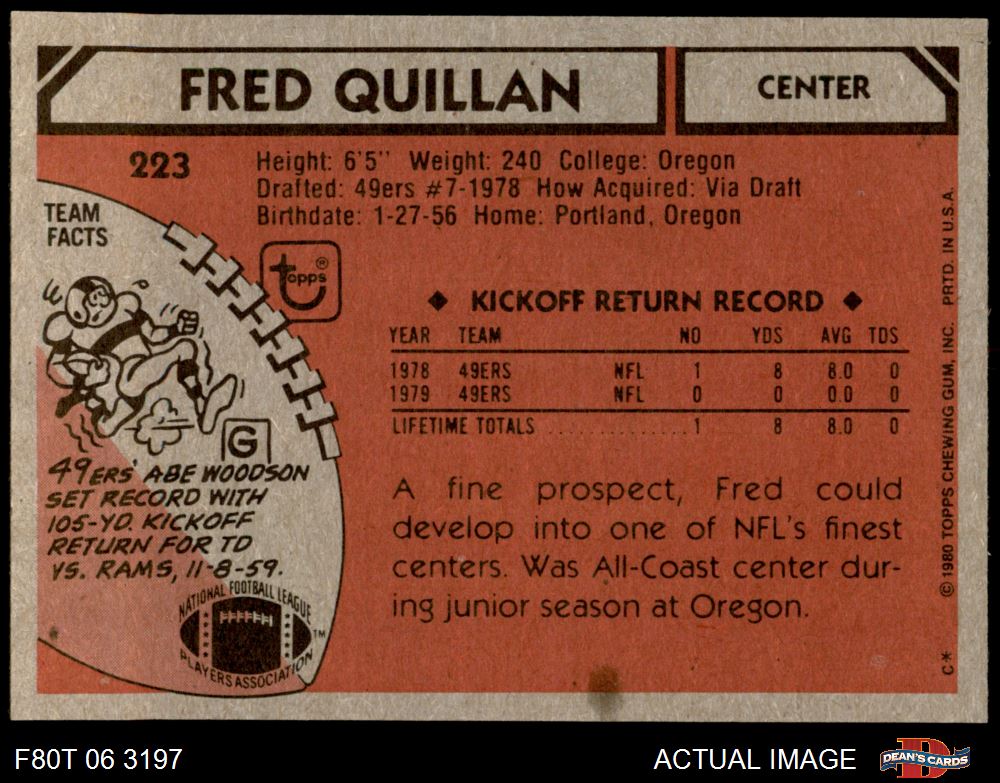 FRED QUILLAN
CENTER
223
Height: 6'5" Weight: 240 College: Oregon
Drafted: 49ers #7-1978 How Acquired: Via Draft
Birthdate: 1-27-56 Home: Portland, Oregon
TEAM
FACTS
topps®
◆ KICKOFF RETURN RECORD ◆
YEAR TEAM NO YDS AVG TDS
1978 49ERS NFL 1 8 8.0 0
1979 49ERS NFL 0 0 0.0 0
LIFETIME TOTALS .................. 1 8 8.0 0
G
49ERS' ABE WOODSON
SET RECORD WITH
105-YD. KICKOFF
RETURN FOR TD
VS. RAMS, 11-8-59.
NATIONAL FOOTBALL LEAGUE
PLAYERS ASSOCIATION
TM
A fine prospect, Fred could
develop into one of NFL's finest
centers. Was All-Coast center dur-
ing junior season at Oregon.
C* © 1980 TOPPS CHEWING GUM, INC. PRTD. IN U.S.A.
F80T 06 3197
ACTUAL IMAGE
D
DEAN'S CARDS